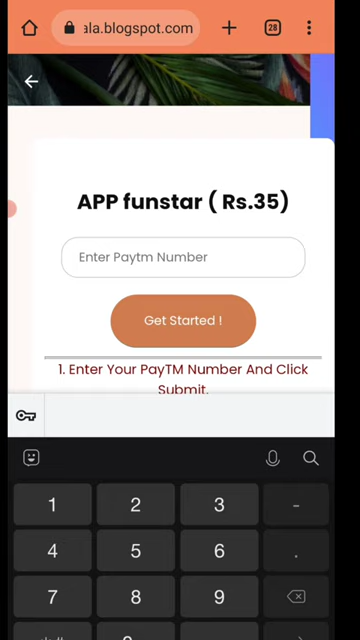 ala.blogspot.com
28
APP funstar ( Rs.35)
Enter Paytm Number
Get Started !
1. Enter Your PayTM Number And Click
Submit.
1 2 3 -
4 5 6 .
7 8 9